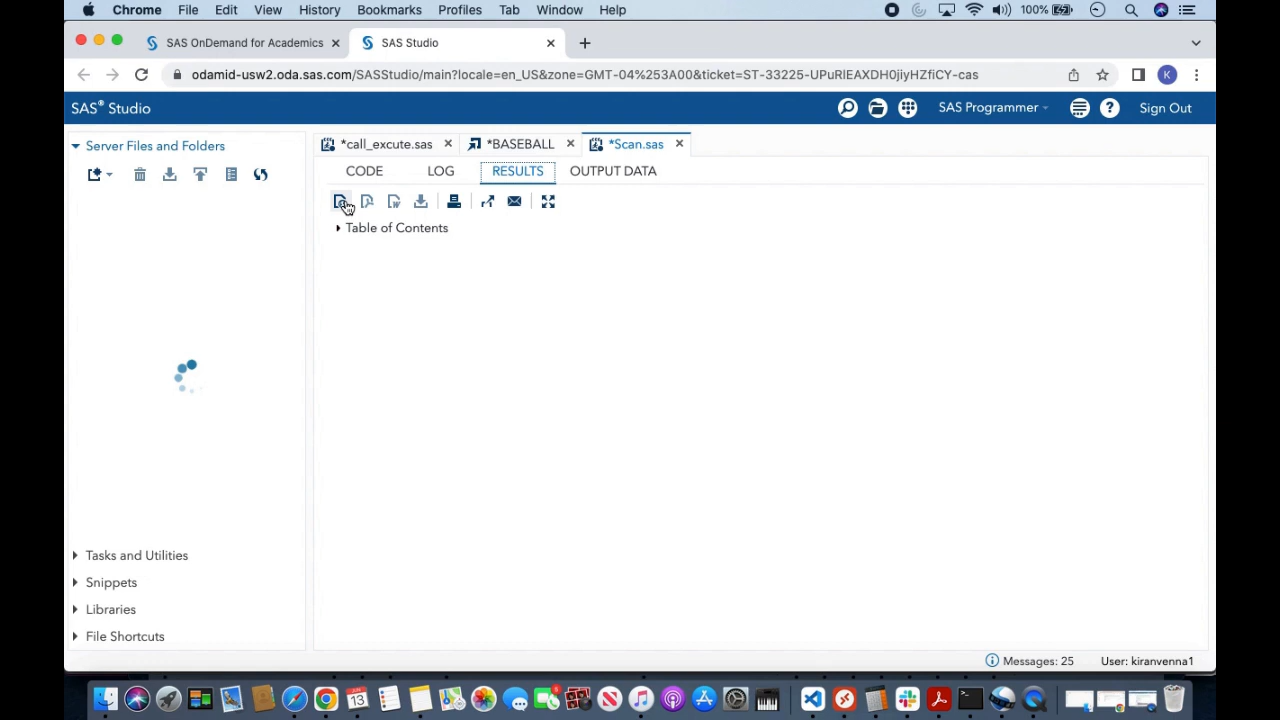 Chrome File Edit View History Bookmarks Profiles Tab Window Help 100%
SAS OnDemand for Academics SAS Studio
odamid-usw2.oda.sas.com/SASStudio/main?locale=en_US&zone=GMT-04%253A00&ticket=ST-33225-UPuRlEAXDH0jiyHZfiCY-cas K
SAS® Studio SAS Programmer Sign Out
Server Files and Folders *call_excute.sas *BASEBALL *Scan.sas
CODE LOG RESULTS OUTPUT DATA
Table of Contents
Tasks and Utilities
Snippets
Libraries
File Shortcuts
Messages: 25 User: kiranvenna1
13